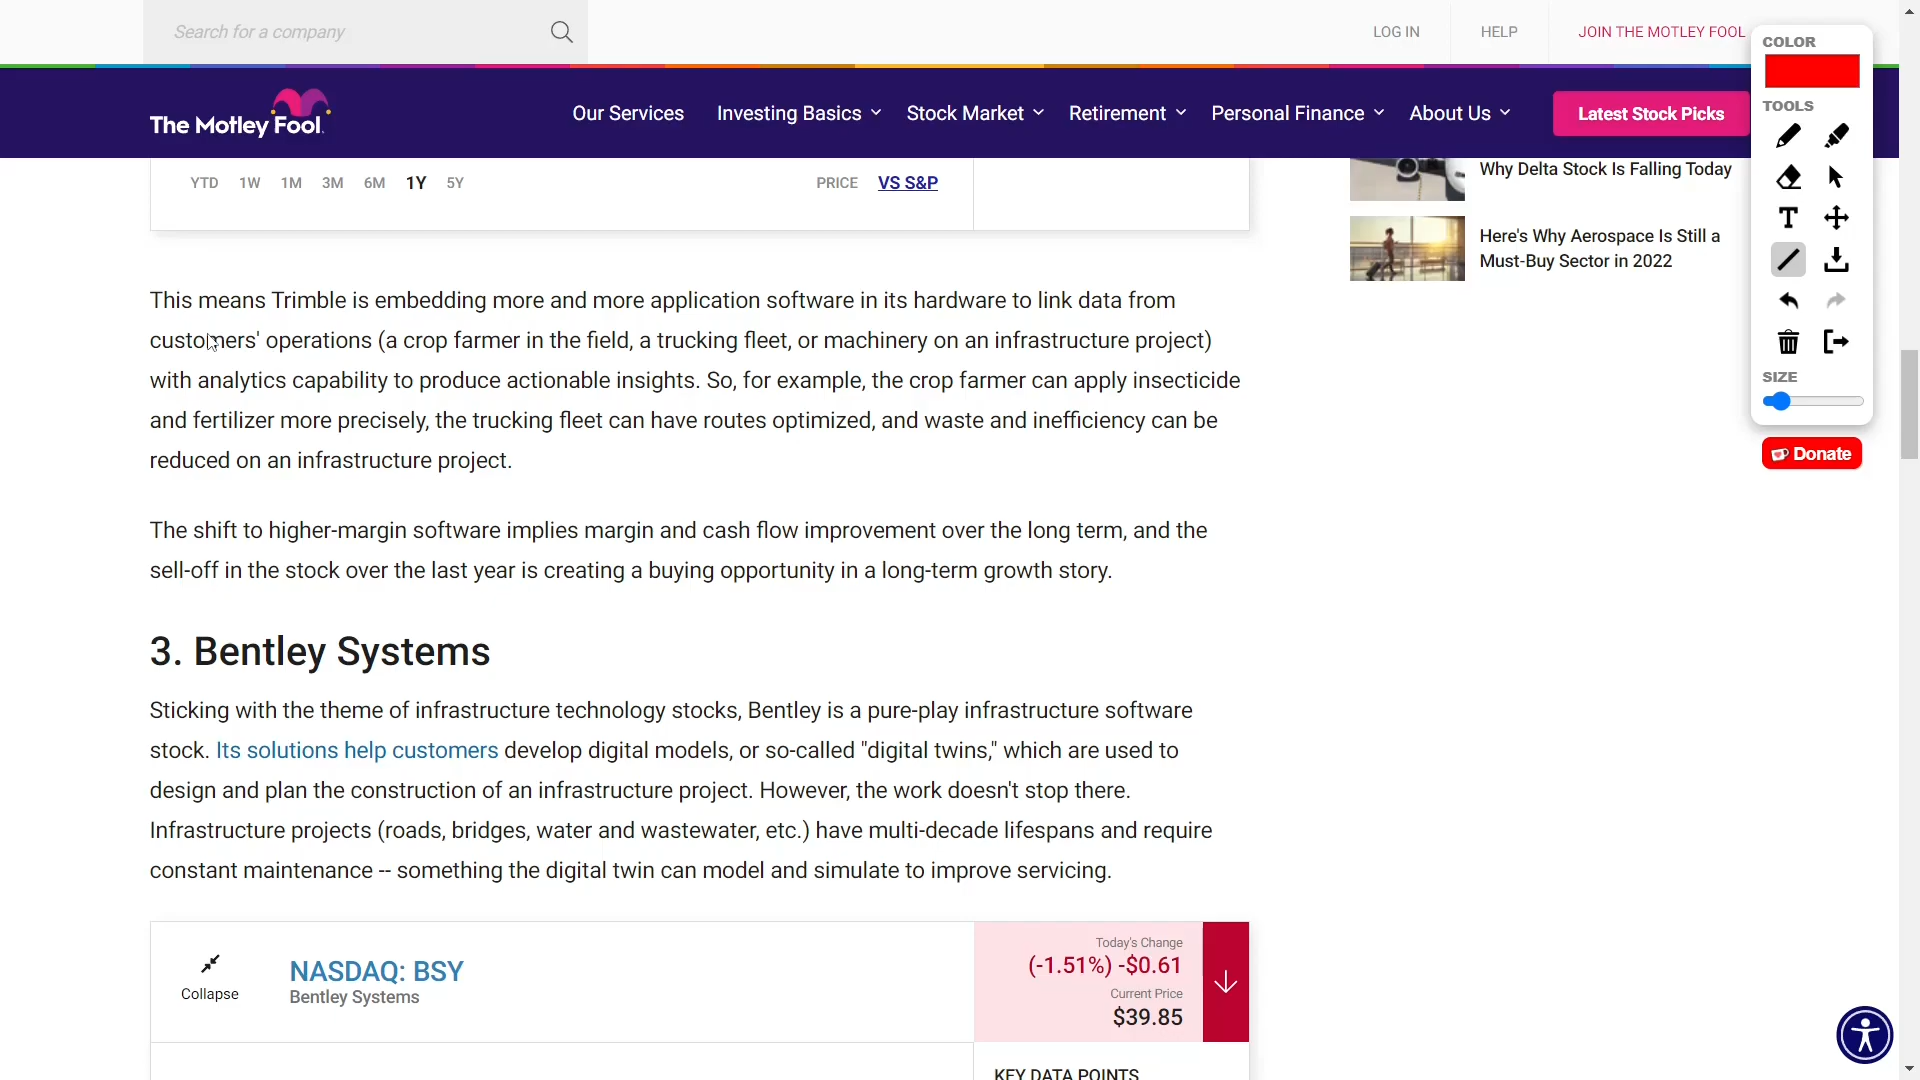 Search for a company
LOG IN
HELP
JOIN THE MOTLEY FOOL
The Motley Fool.
Our Services
Investing Basics
Stock Market
Retirement
Personal Finance
About Us
Latest Stock Picks
COLOR
TOOLS
SIZE
Donate
YTD 1W 1M 3M 6M 1Y 5Y
PRICE VS S&P
Why Delta Stock Is Falling Today
Here's Why Aerospace Is Still a
Must-Buy Sector in 2022
This means Trimble is embedding more and more application software in its hardware to link data from
customers' operations (a crop farmer in the field, a trucking fleet, or machinery on an infrastructure project)
with analytics capability to produce actionable insights. So, for example, the crop farmer can apply insecticide
and fertilizer more precisely, the trucking fleet can have routes optimized, and waste and inefficiency can be
reduced on an infrastructure project.
The shift to higher-margin software implies margin and cash flow improvement over the long term, and the
sell-off in the stock over the last year is creating a buying opportunity in a long-term growth story.
3. Bentley Systems
Sticking with the theme of infrastructure technology stocks, Bentley is a pure-play infrastructure software
stock. Its solutions help customers develop digital models, or so-called "digital twins," which are used to
design and plan the construction of an infrastructure project. However, the work doesn't stop there.
Infrastructure projects (roads, bridges, water and wastewater, etc.) have multi-decade lifespans and require
constant maintenance -- something the digital twin can model and simulate to improve servicing.
Collapse
NASDAQ: BSY
Bentley Systems
Today's Change
(-1.51%) -$0.61
Current Price
$39.85
KEY DATA POINTS